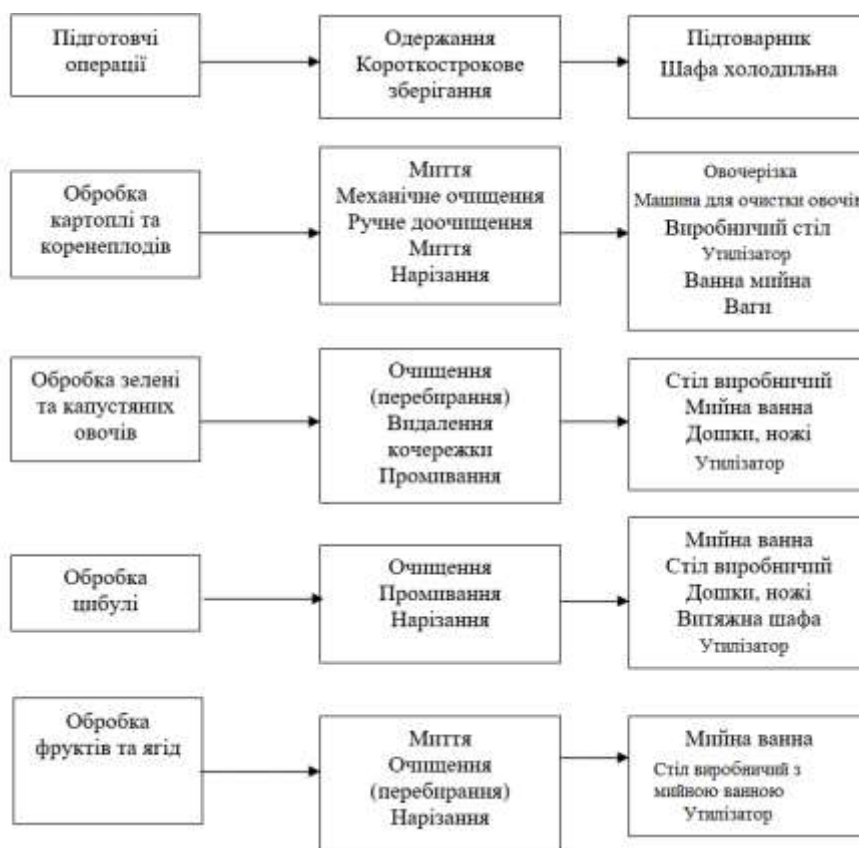 Підготовчі
операції
Одержання
Короткострокове
зберігання
Підтоварник
Шафа холодильна
Обробка
картоплі та
коренеплодів
Миття
Механічне очищення
Ручне доочищення
Миття
Нарізання
Овочерізка
Машина для очистки овочів
Виробничий стіл
Утилізатор
Ванна мийна
Ваги
Обробка зелені
та капустяних
овочів
Очищення
(перебирання)
Видалення
кочережки
Промивання
Стіл виробничий
Мийна ванна
Дошки, ножі
Утилізатор
Обробка
цибулі
Очищення
Промивання
Нарізання
Мийна ванна
Стіл виробничий
Дошки, ножі
Витяжна шафа
Утилізатор
Обробка
фруктів та ягід
Миття
Очищення
(перебирання)
Нарізання
Мийна ванна
Стіл виробничий з
мийною ванною
Утилізатор